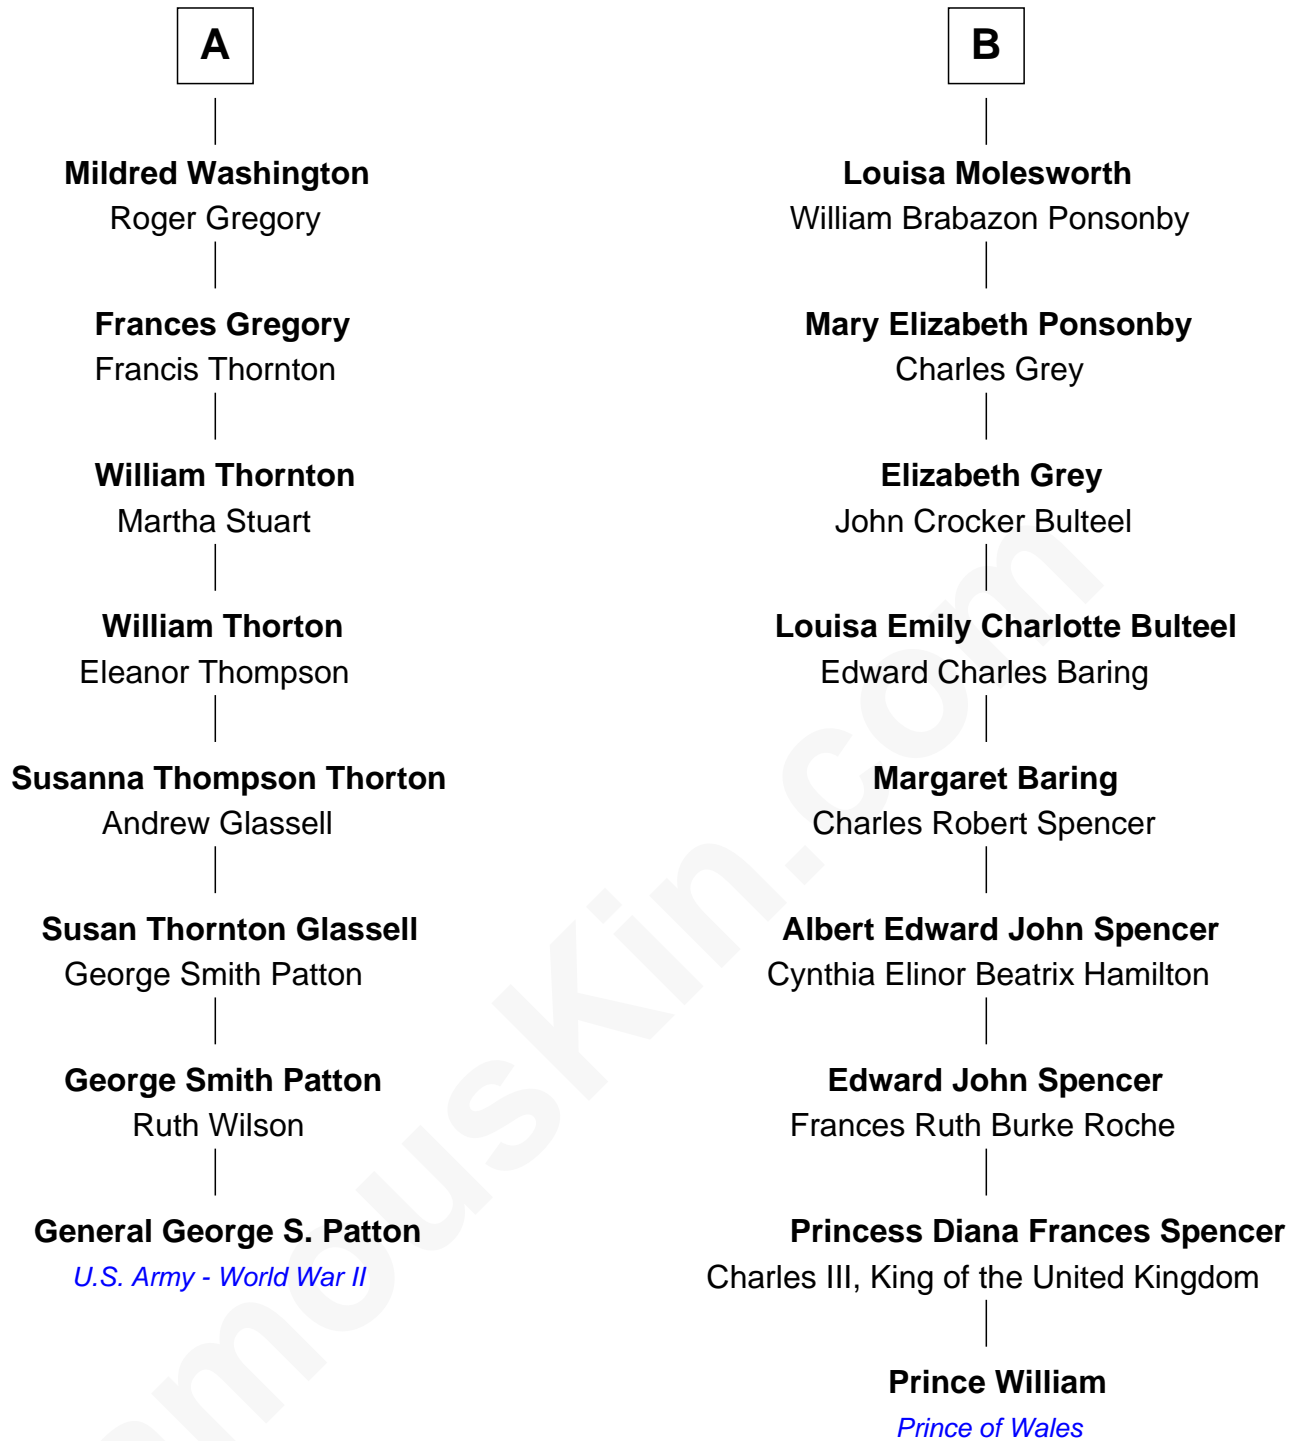 A
Mildred Washington
Roger Gregory
Frances Gregory
Francis Thornton
William Thornton
Martha Stuart
William Thorton
Eleanor Thompson
Susanna Thompson Thorton
Andrew Glassell
Susan Thornton Glassell
George Smith Patton
George Smith Patton
Ruth Wilson
General George S. Patton
U.S. Army - World War II
B
Louisa Molesworth
William Brabazon Ponsonby
Mary Elizabeth Ponsonby
Charles Grey
Elizabeth Grey
John Crocker Bulteel
Louisa Emily Charlotte Bulteel
Edward Charles Baring
Margaret Baring
Charles Robert Spencer
Albert Edward John Spencer
Cynthia Elinor Beatrix Hamilton
Edward John Spencer
Frances Ruth Burke Roche
Princess Diana Frances Spencer
Charles III, King of the United Kingdom
Prince William
Prince of Wales
amousKin.com